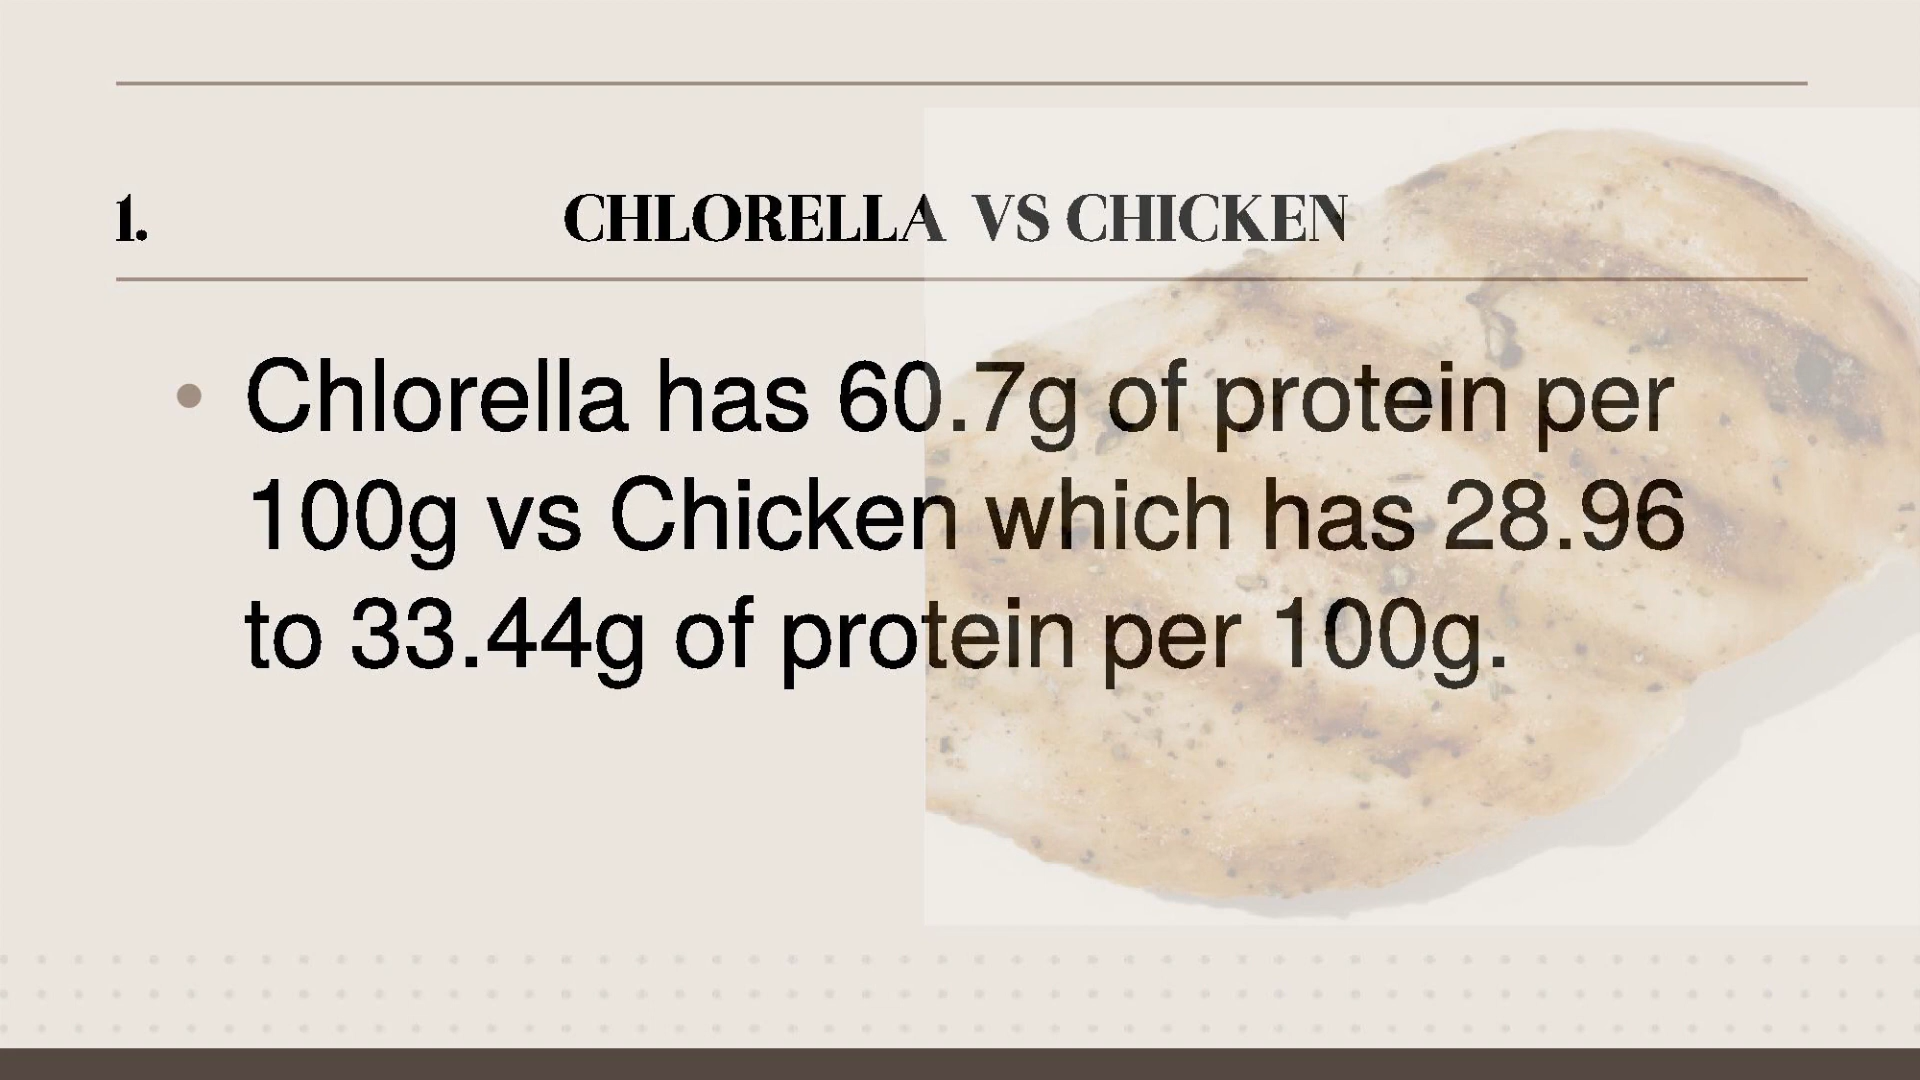 1. CHLORELLA VS CHICKEN
• Chlorella has 60.7g of protein per
100g vs Chicken which has 28.96
to 33.44g of protein per 100g.